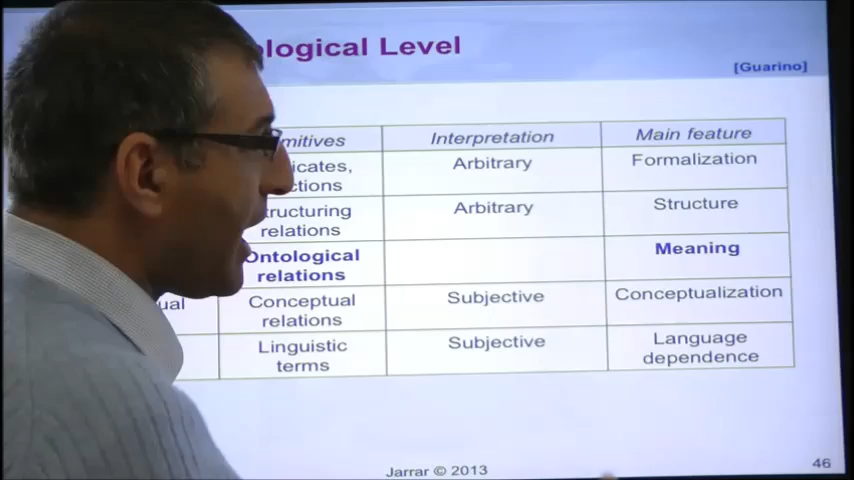 ological Level
[Guarino]
mitives Interpretation Main feature
icates, Arbitrary Formalization
ctions
tructuring Arbitrary Structure
relations
Ontological Meaning
relations
ual Conceptual Subjective Conceptualization
relations
Linguistic Subjective Language
terms dependence
Jarrar © 2013
46